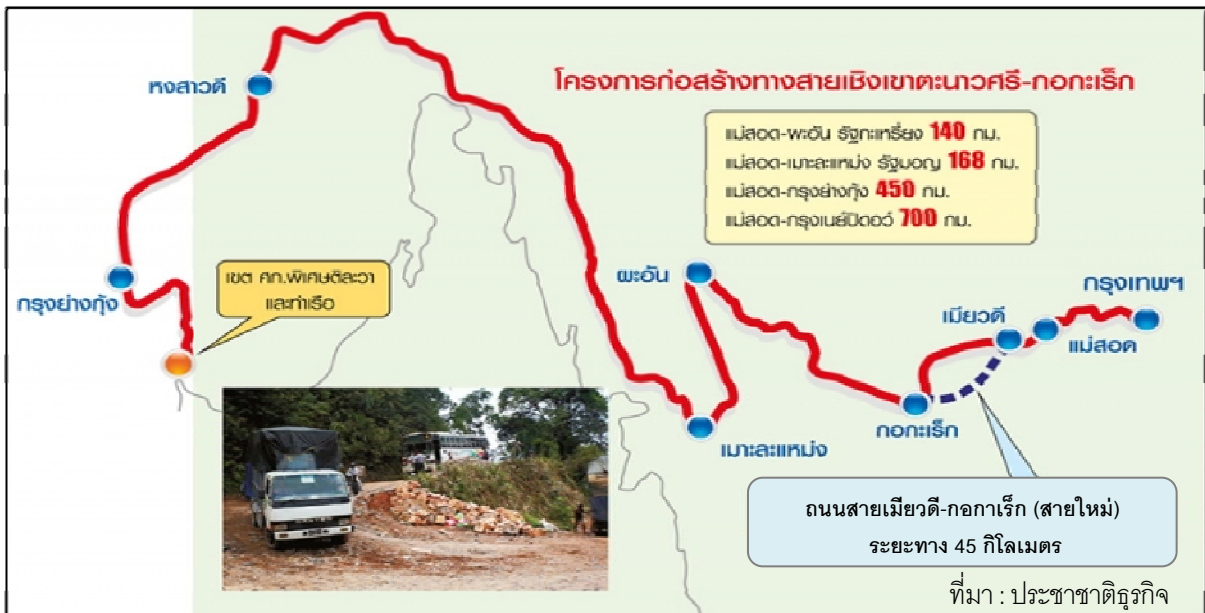 โครงการก่อสร้างทางสายเชิงเขาตะนาวศรี-กอกะเร็ก
แม่สอด-พะอัน รัฐกะเหรี่ยง 140 กม.
แม่สอด-เมาะละแหม่ง รัฐมอญ 168 กม.
แม่สอด-กรุงย่างกุ้ง 450 กม.
แม่สอด-กรุงเนย์ปิดอว์ 700 กม.
หงสาวดี
กรุงย่างกุ้ง
เขต ศก.พิเศษติละวา
และท่าเรือ
ผะอัน
เมาะละแหม่ง
กอกะเร็ก
เมียวดี
แม่สอด
กรุงเทพฯ
ถนนสายเมียวดี-กอกาเร็ก (สายใหม่)
ระยะทาง 45 กิโลเมตร
ที่มา : ประชาชาติธุรกิจ